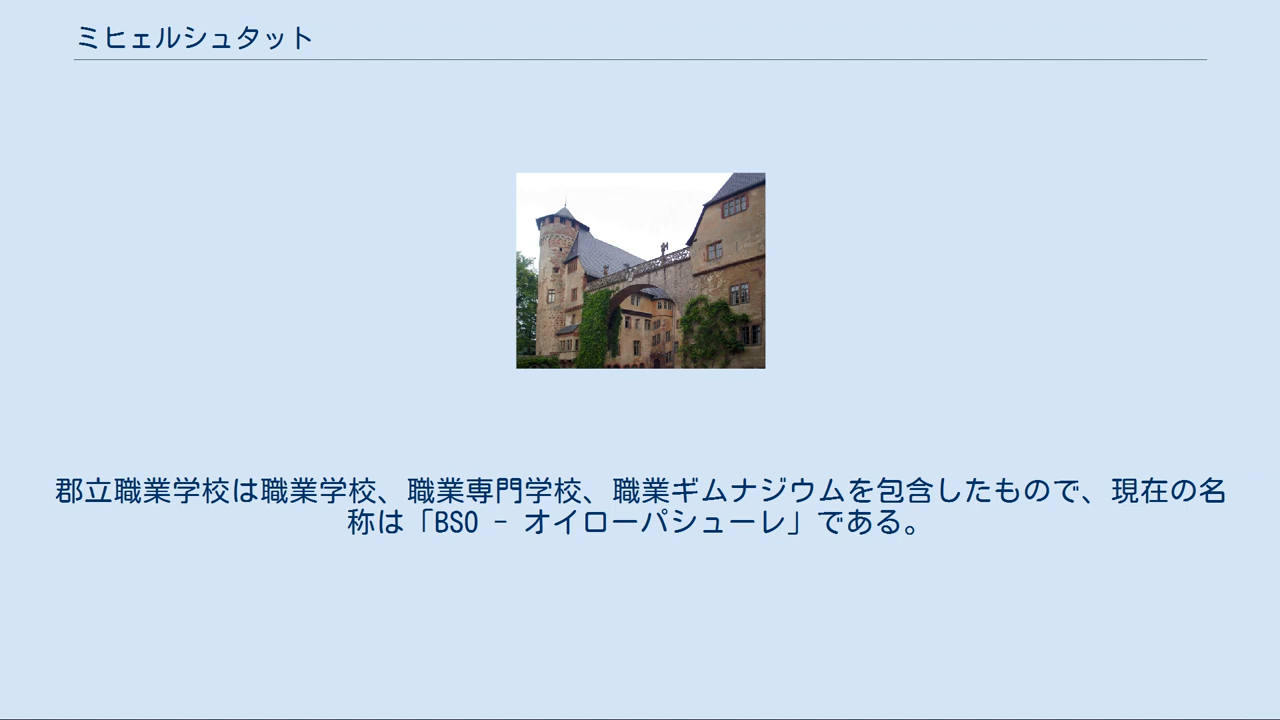 ミヒェルシュタット
郡立職業学校は職業学校、職業専門学校、職業ギムナジウムを包含したもので、現在の名
称は「BSO - オイローパシューレ」である。